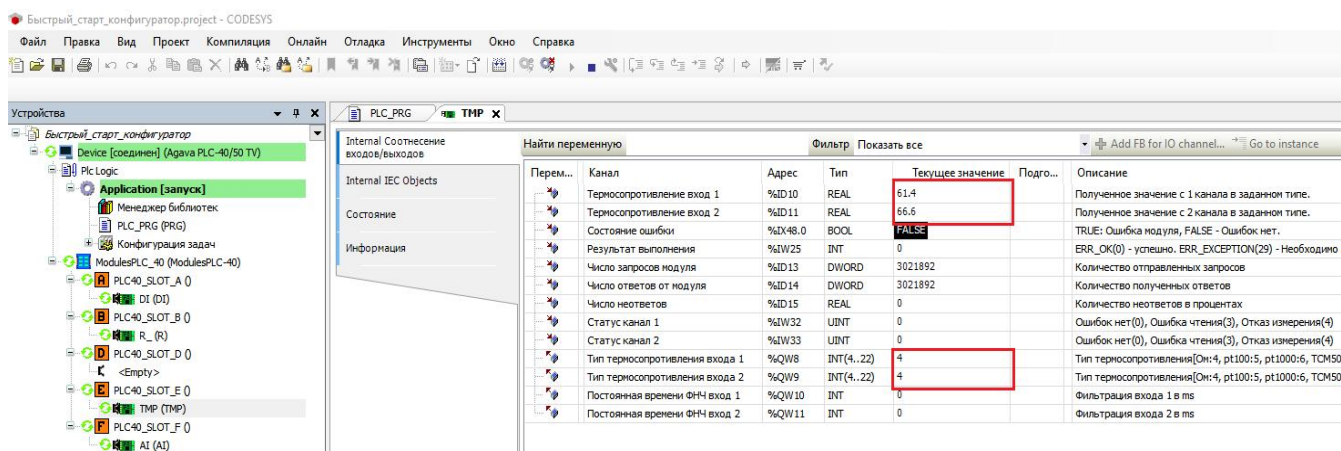 Быстрый_старт_конфигуратор.project - CODESYS
Файл Правка Вид Проект Компиляция Онлайн Отладка Инструменты Окно Справка
Устройства
PLC_PRG TMP
Быстрый_старт_конфигуратор
Device [соединен] (Agava PLC-40/50 TV)
Plc Logic
Application [запуск]
Менеджер библиотек
PLC_PRG (PRG)
Конфигурация задач
ModulesPLC_40 (ModulesPLC-40)
A PLC40_SLOT_A ()
DI (DI)
B PLC40_SLOT_B ()
R_ (R)
D PLC40_SLOT_D ()
<Empty>
E PLC40_SLOT_E ()
TMP (TMP)
F PLC40_SLOT_F ()
AI (AI)
Internal Соотнесение входов/выходов
Internal IEC Objects
Состояние
Информация
Найти переменную Фильтр Показать все Add FB for IO channel... Go to instance
Перем... Канал Адрес Тип Текущее значение Подго... Описание
Термосопротивление вход 1 %ID10 REAL 61.4 Полученное значение с 1 канала в заданном типе.
Термосопротивление вход 2 %ID11 REAL 66.6 Полученное значение с 2 канала в заданном типе.
Состояние ошибки %IX48.0 BOOL FALSE TRUE: Ошибка модуля, FALSE - Ошибок нет.
Результат выполнения %IW25 INT 0 ERR_OK(0) - успешно. ERR_EXCEPTION(29) - Необходимо
Число запросов модуля %ID13 DWORD 3021892 Количество отправленных запросов
Число ответов от модуля %ID14 DWORD 3021892 Количество полученных ответов
Число неответов %ID15 REAL 0 Количество неответов в процентах
Статус канал 1 %IW32 UINT 0 Ошибок нет(0), Ошибка чтения(3), Отказ измерения(4)
Статус канал 2 %IW33 UINT 0 Ошибок нет(0), Ошибка чтения(3), Отказ измерения(4)
Тип термосопротивления входа 1 %QW8 INT(4..22) 4 Тип термосопротивления[Ом:4, pt100:5, pt1000:6, TCM50
Тип термосопротивления входа 2 %QW9 INT(4..22) 4 Тип термосопротивления[Ом:4, pt100:5, pt1000:6, TCM50
Постоянная времени ФНЧ вход 1 %QW10 INT 0 Фильтрация входа 1 в ms
Постоянная времени ФНЧ вход 2 %QW11 INT 0 Фильтрация входа 2 в ms